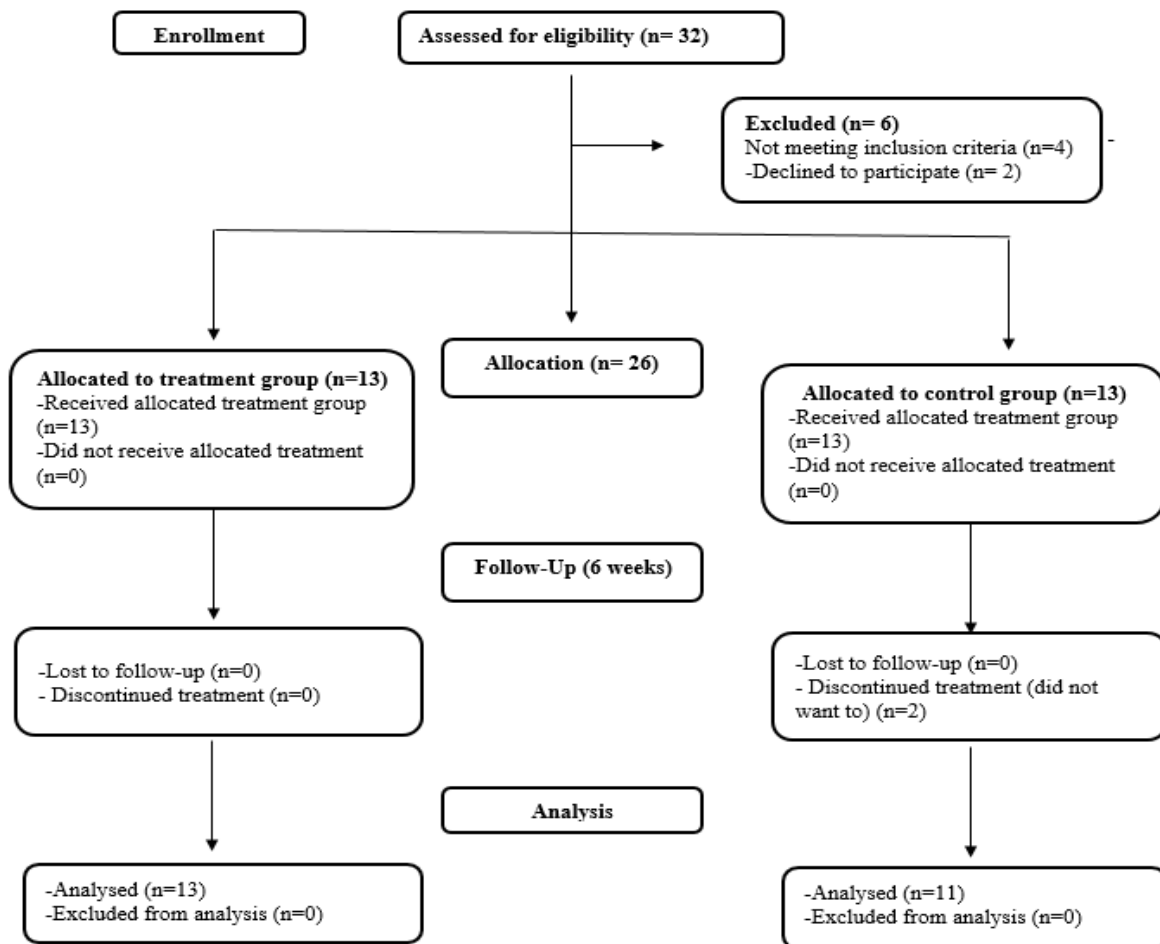 Enrollment
Assessed for eligibility (n= 32)
Excluded (n= 6)
Not meeting inclusion criteria (n=4)
-
-Declined to participate (n= 2)
Allocation (n= 26)
Allocated to treatment group (n=13)
-Received allocated treatment group
(n=13)
-Did not receive allocated treatment
(n=0)
Allocated to control group (n=13)
-Received allocated treatment group
(n=13)
-Did not receive allocated treatment
(n=0)
Follow-Up (6 weeks)
-Lost to follow-up (n=0)
- Discontinued treatment (n=0)
-Lost to follow-up (n=0)
- Discontinued treatment (did not
want to) (n=2)
Analysis
-Analysed (n=13)
-Excluded from analysis (n=0)
-Analysed (n=11)
-Excluded from analysis (n=0)